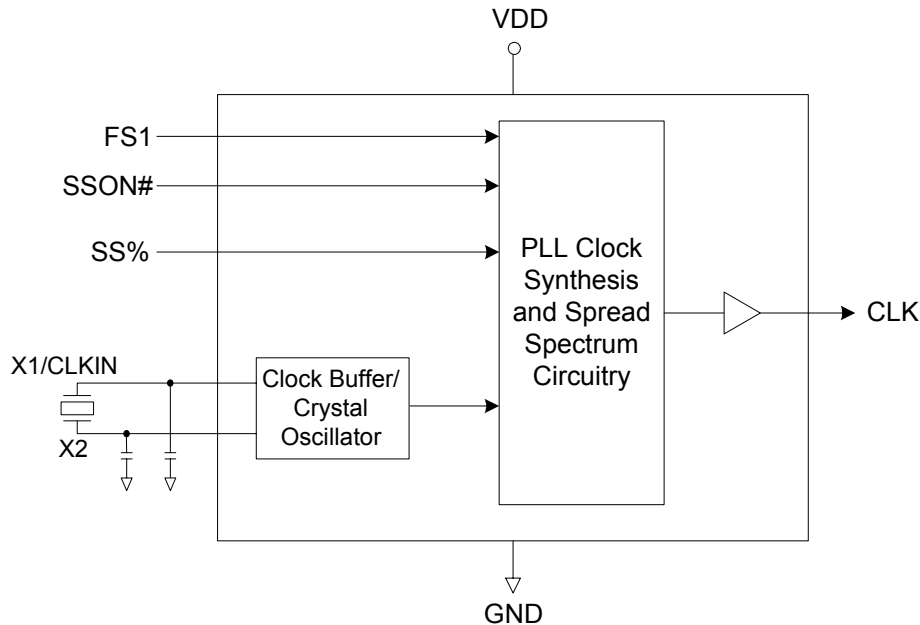 VDD
FS1
SSON#
SS%
PLL Clock
Synthesis
and Spread
Spectrum
Circuitry
CLK
X1/CLKIN
X2
Clock Buffer/
Crystal
Oscillator
GND